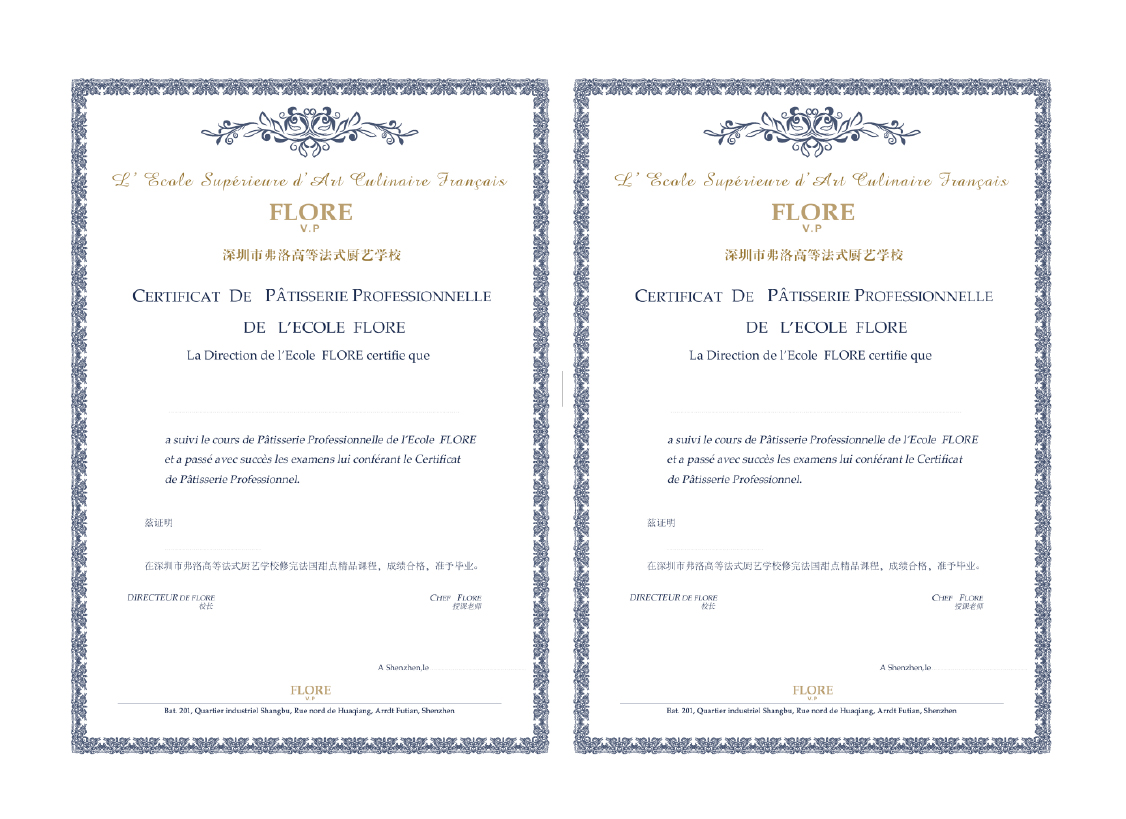 L' Ecole Supérieure d'Art Culinaire Français
FLORE
V.P
深圳市弗洛高等法式厨艺学校
CERTIFICAT DE PÂTISSERIE PROFESSIONNELLE
DE L'ECOLE FLORE
La Direction de l'Ecole FLORE certifie que
a suivi le cours de Pâtisserie Professionnelle de l'Ecole FLORE
et a passé avec succès les examens lui conférant le Certificat
de Pâtisserie Professionnel.
兹证明
在深圳市弗洛高等法式厨艺学校修完法国甜点精品课程，成绩合格，准予毕业。
DIRECTEUR DE FLORE
校长
CHEF FLORE
授课老师
A Shenzhen,le
FLORE
V.P
Bat. 201, Quartier industriel Shangbu, Rue nord de Huaqiang, Arrdt Futian, Shenzhen
L' Ecole Supérieure d'Art Culinaire Français
FLORE
V.P
深圳市弗洛高等法式厨艺学校
CERTIFICAT DE PÂTISSERIE PROFESSIONNELLE
DE L'ECOLE FLORE
La Direction de l'Ecole FLORE certifie que
a suivi le cours de Pâtisserie Professionnelle de l'Ecole FLORE
et a passé avec succès les examens lui conférant le Certificat
de Pâtisserie Professionnel.
兹证明
在深圳市弗洛高等法式厨艺学校修完法国甜点精品课程，成绩合格，准予毕业。
DIRECTEUR DE FLORE
校长
CHEF FLORE
授课老师
A Shenzhen,le
FLORE
V.P
Bat. 201, Quartier industriel Shangbu, Rue nord de Huaqiang, Arrdt Futian, Shenzhen